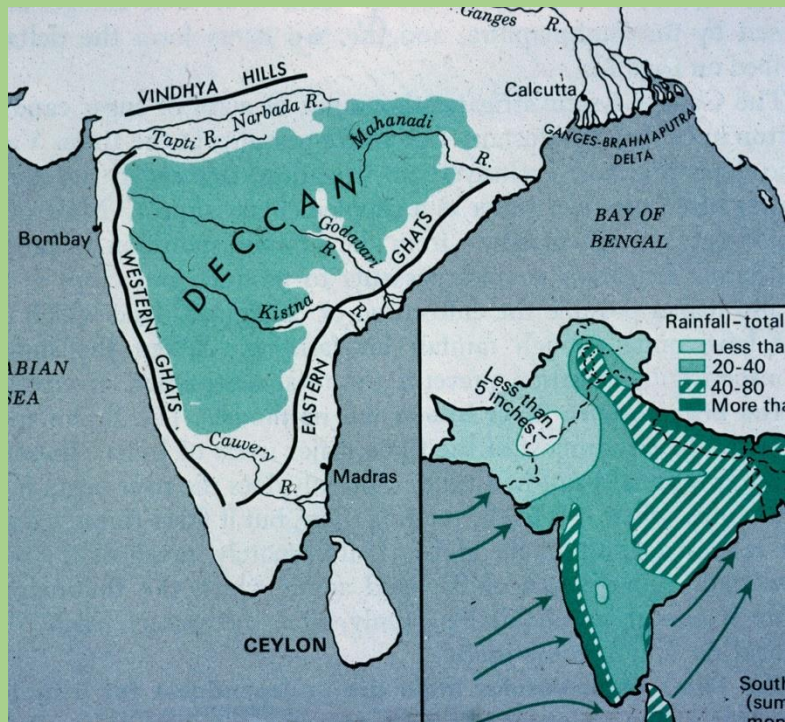 Ganges R.
Calcutta
GANGES-BRAHMAPUTRA
DELTA
VINDHYA HILLS
Narbada R.
Tapti R.
Mahanadi R.
DECCAN
Godavari R.
Bombay
BAY OF
BENGAL
WESTERN GHATS
Kistna R.
EASTERN GHATS
ABIAN
SEA
Cauvery R.
Madras
CEYLON
Rainfall-total
Less tha
20-40
40-80
More tha
Less than
5 inches
South
(sum
mon